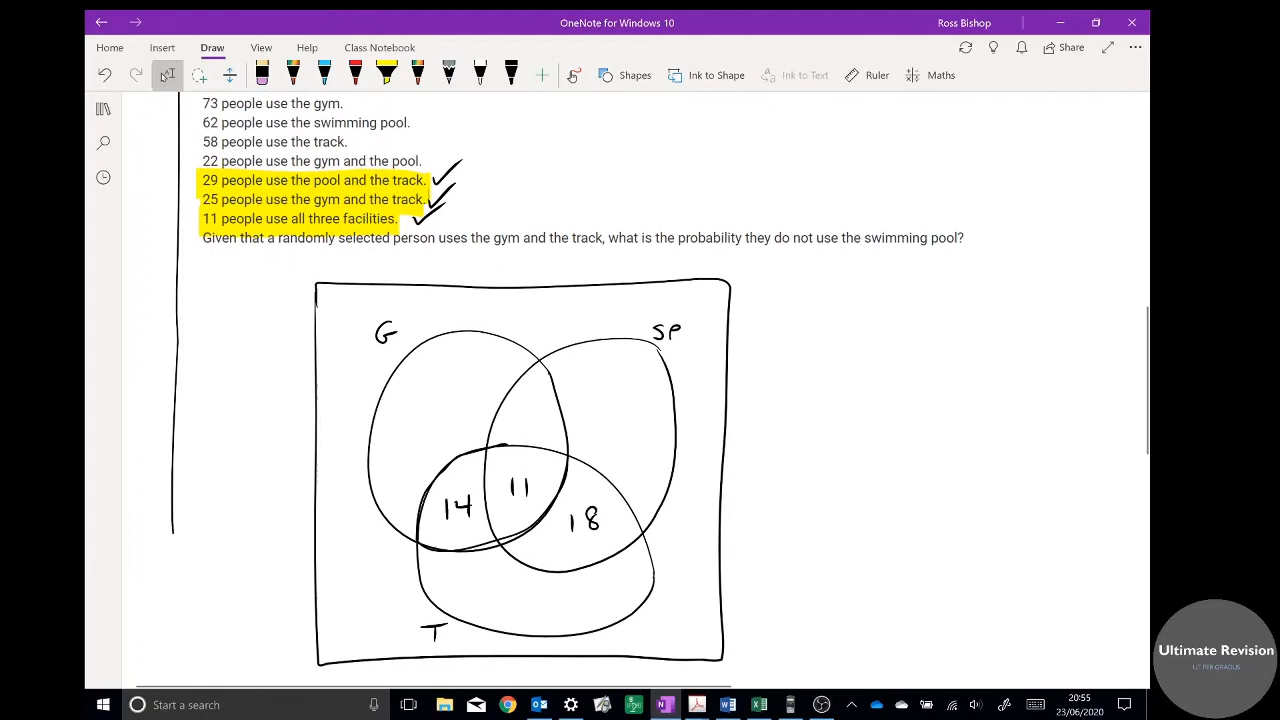 OneNote for Windows 10
Ross Bishop
Home Insert Draw View Help Class Notebook
Share
Shapes Ink to Shape Ink to Text Ruler Maths
73 people use the gym.
62 people use the swimming pool.
58 people use the track.
22 people use the gym and the pool.
29 people use the pool and the track.
25 people use the gym and the track.
11 people use all three facilities.
Given that a randomly selected person uses the gym and the track, what is the probability they do not use the swimming pool?
G
SP
14
11
18
T
Ultimate Revision
UT PER GRADUS
Start a search
20:55
23/06/2020